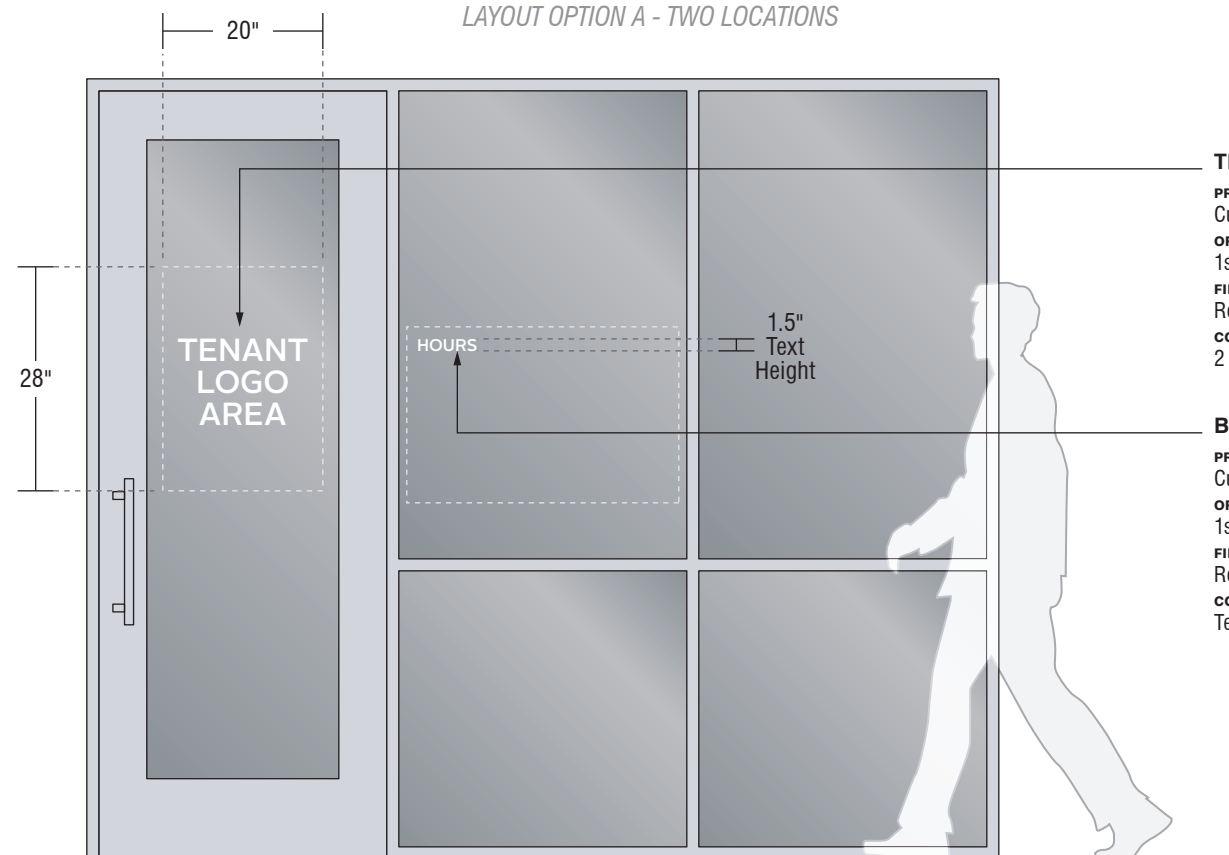 LAYOUT OPTION A - TWO LOCATIONS
20"
28"
TENANT
LOGO
AREA
HOURS
1.5"
Text
Height